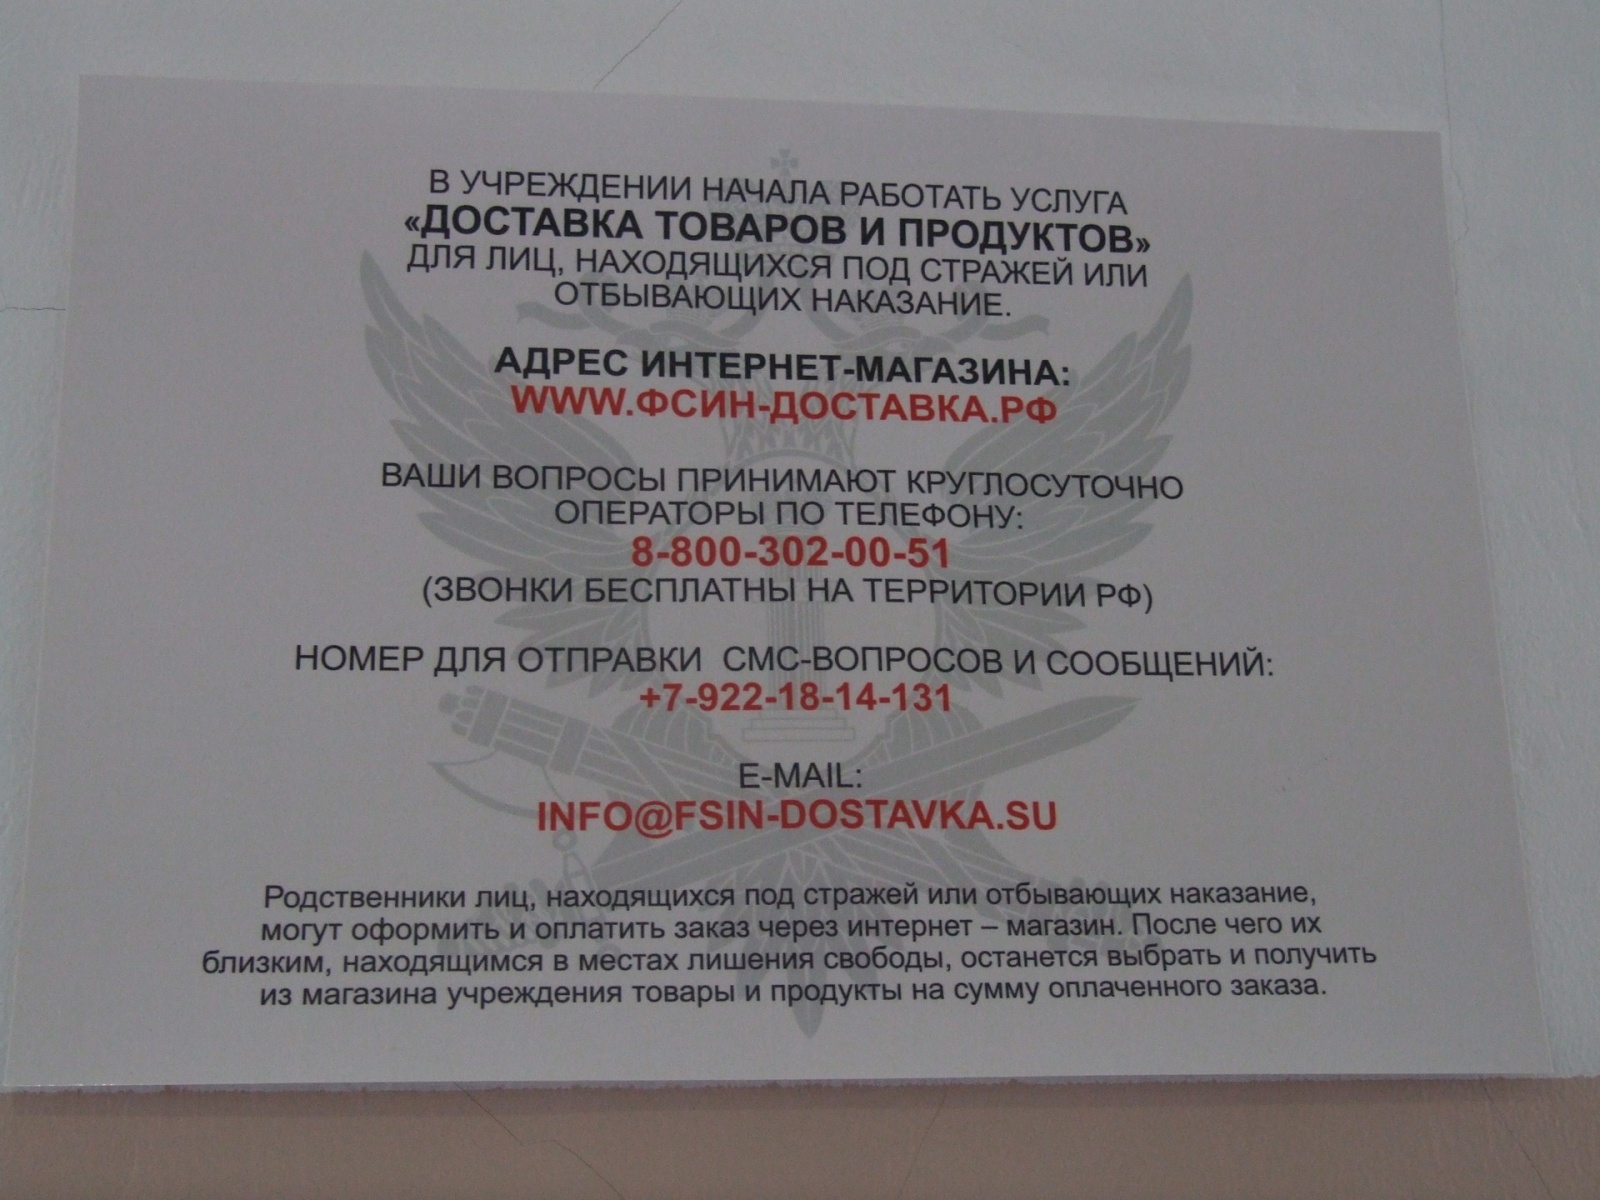 В УЧРЕЖДЕНИИ НАЧАЛА РАБОТАТЬ УСЛУГА
«ДОСТАВКА ТОВАРОВ И ПРОДУКТОВ»
ДЛЯ ЛИЦ, НАХОДЯЩИХСЯ ПОД СТРАЖЕЙ ИЛИ
ОТБЫВАЮЩИХ НАКАЗАНИЕ.
АДРЕС ИНТЕРНЕТ-МАГАЗИНА:
WWW.ФСИН-ДОСТАВКА.РФ
ВАШИ ВОПРОСЫ ПРИНИМАЮТ КРУГЛОСУТОЧНО
ОПЕРАТОРЫ ПО ТЕЛЕФОНУ:
8-800-302-00-51
(ЗВОНКИ БЕСПЛАТНЫ НА ТЕРРИТОРИИ РФ)
НОМЕР ДЛЯ ОТПРАВКИ СМС-ВОПРОСОВ И СООБЩЕНИЙ:
+7-922-18-14-131
E-MAIL:
INFO@FSIN-DOSTAVKA.SU
Родственники лиц, находящихся под стражей или отбывающих наказание,
могут оформить и оплатить заказ через интернет – магазин. После чего их
близким, находящимся в местах лишения свободы, останется выбрать и получить
из магазина учреждения товары и продукты на сумму оплаченного заказа.